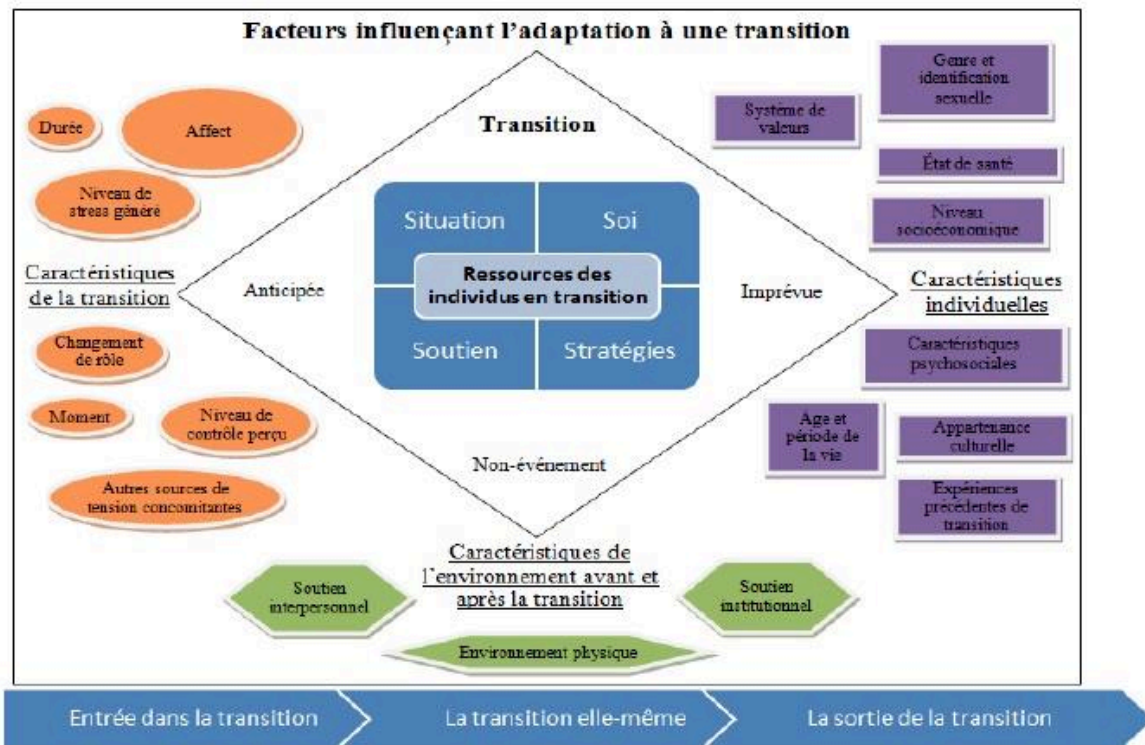 Facteurs influençant l'adaptation à une transition
Durée
Affect
Niveau de
stress généré
Caractéristiques
de la transition
Changement
de rôle
Moment
Niveau de
contrôle perçu
Autres sources de
tension concomitantes
Transition
Anticipée
Imprévue
Non-événement
Situation
Soi
Ressources des
individus en transition
Soutien
Stratégies
Système de
valeurs
Genre et
identification
sexuelle
État de santé
Niveau
socioéconomique
Caractéristiques
individuelles
Caractéristiques
psychosociales
Age et
période de
la vie
Appartenance
culturelle
Expériences
précédentes de
transition
Caractéristiques de
l'environnement avant et
après la transition
Soutien
interpersonnel
Soutien
institutionnel
Environnement physique
Entrée dans la transition
La transition elle-même
La sortie de la transition